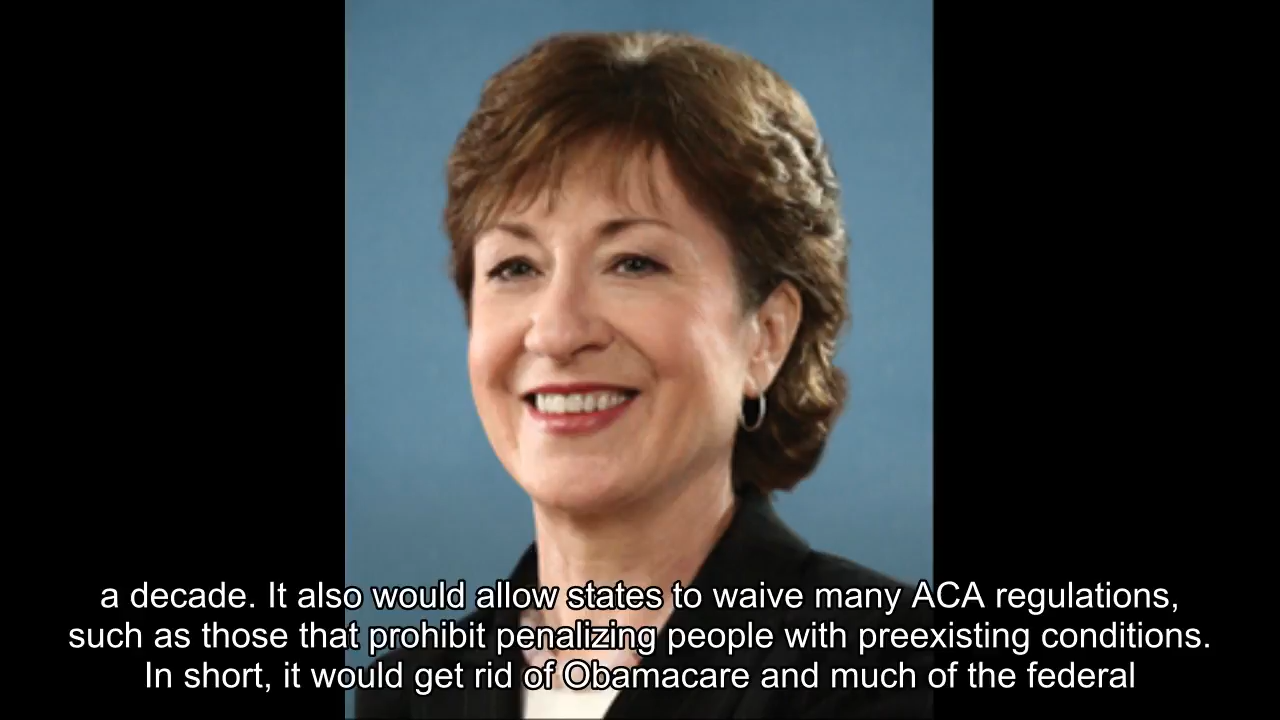 a decade. It also would allow states to waive many ACA regulations,
such as those that prohibit penalizing people with preexisting conditions.
In short, it would get rid of Obamacare and much of the federal